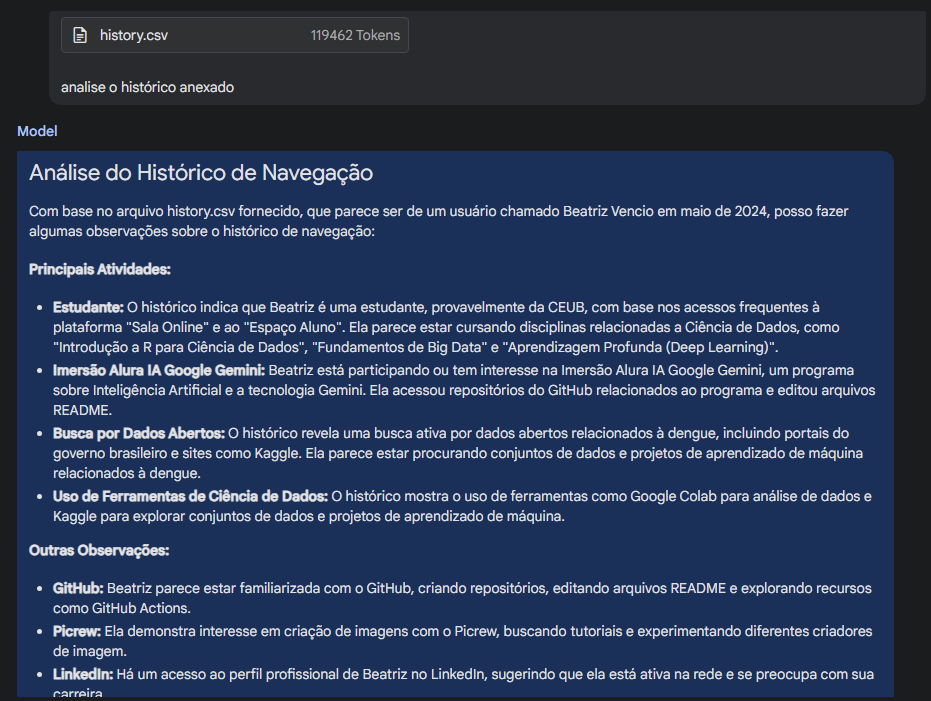 history.csv 119462 Tokens
analise o histórico anexado
Model
Análise do Histórico de Navegação
Com base no arquivo history.csv fornecido, que parece ser de um usuário chamado Beatriz Vencio em maio de 2024, posso fazer
algumas observações sobre o histórico de navegação:
Principais Atividades:
• Estudante: O histórico indica que Beatriz é uma estudante, provavelmente da CEUB, com base nos acessos frequentes à
plataforma "Sala Online" e ao "Espaço Aluno". Ela parece estar cursando disciplinas relacionadas a Ciência de Dados, como
"Introdução a R para Ciência de Dados", "Fundamentos de Big Data" e "Aprendizagem Profunda (Deep Learning)".
• Imersão Alura IA Google Gemini: Beatriz está participando ou tem interesse na Imersão Alura IA Google Gemini, um programa
sobre Inteligência Artificial e a tecnologia Gemini. Ela acessou repositórios do GitHub relacionados ao programa e editou arquivos
README.
• Busca por Dados Abertos: O histórico revela uma busca ativa por dados abertos relacionados à dengue, incluindo portais do
governo brasileiro e sites como Kaggle. Ela parece estar procurando conjuntos de dados e projetos de aprendizado de máquina
relacionados à dengue.
• Uso de Ferramentas de Ciência de Dados: O histórico mostra o uso de ferramentas como Google Colab para análise de dados e
Kaggle para explorar conjuntos de dados e projetos de aprendizado de máquina.
Outras Observações:
• GitHub: Beatriz parece estar familiarizada com o GitHub, criando repositórios, editando arquivos README e explorando recursos
como GitHub Actions.
• Picrew: Ela demonstra interesse em criação de imagens com o Picrew, buscando tutoriais e experimentando diferentes criadores
de imagem.
• LinkedIn: Há um acesso ao perfil profissional de Beatriz no LinkedIn, sugerindo que ela está ativa na rede e se preocupa com sua
carreira